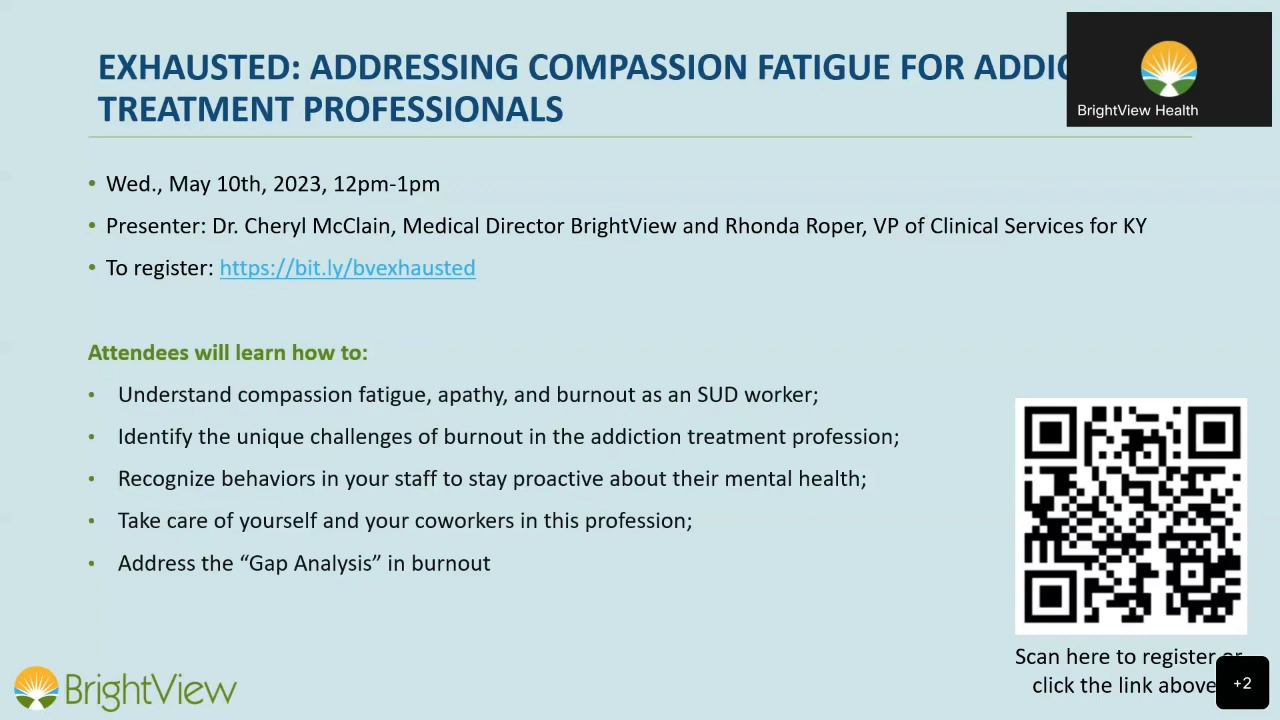 EXHAUSTED: ADDRESSING COMPASSION FATIGUE FOR
TREATMENT PROFESSIONALS
BrightView Health
• Wed., May 10th, 2023, 12pm-1pm
• Presenter: Dr. Cheryl McClain, Medical Director BrightView and Rhonda Roper, VP of Clinical Services for KY
• To register: https://bit.ly/bvexhausted
Attendees will learn how to:
• Understand compassion fatigue, apathy, and burnout as an SUD worker;
• Identify the unique challenges of burnout in the addiction treatment profession;
• Recognize behaviors in your staff to stay proactive about their mental health;
• Take care of yourself and your coworkers in this profession;
• Address the “Gap Analysis” in burnout
Scan here to register or
click the link above
+2
BrightView